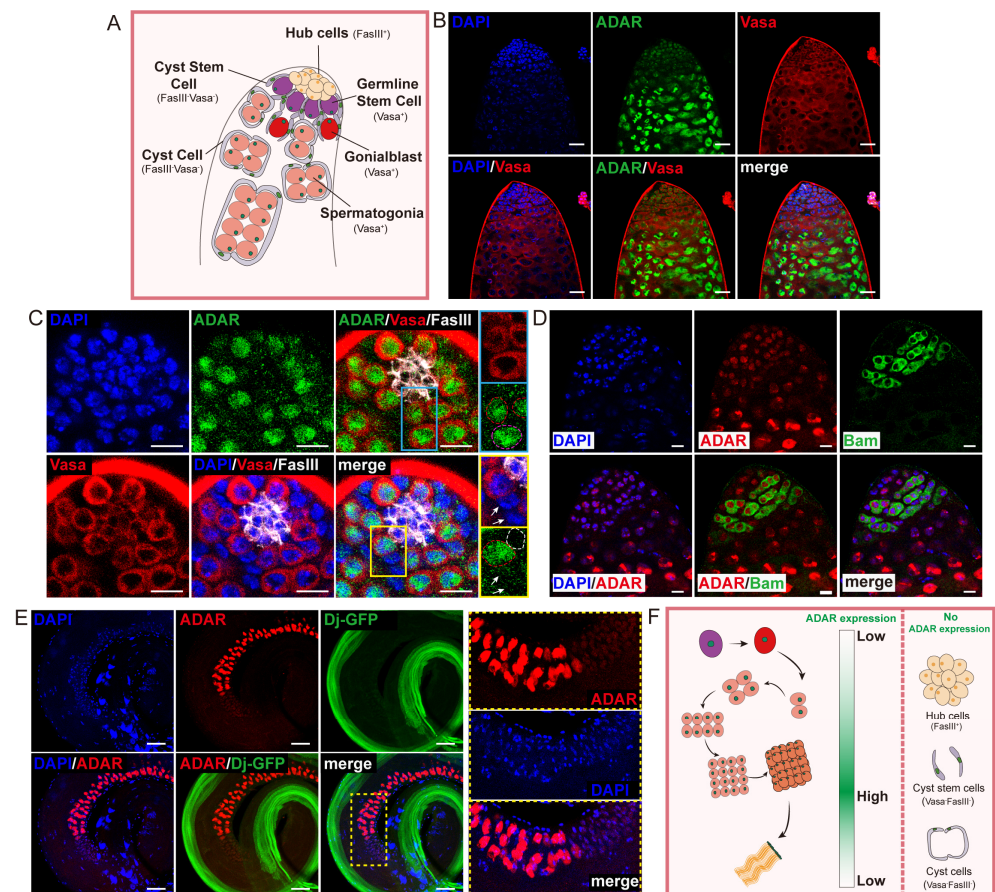 A
Hub cells (FasIII⁺)
Cyst Stem
Cell
(FasIII⁻Vasa⁻)
Germline
Stem Cell
(Vasa⁺)
Cyst Cell
(FasIII⁻Vasa⁻)
Gonialblast
(Vasa⁺)
Spermatogonia
(Vasa⁺)
B
DAPI
ADAR
Vasa
DAPI/Vasa
ADAR/Vasa
merge
C
DAPI
ADAR
ADAR/Vasa/FasIII
Vasa
DAPI/Vasa/FasIII
merge
D
DAPI
ADAR
Bam
DAPI/ADAR
ADAR/Bam
merge
E
DAPI
ADAR
Dj-GFP
DAPI/ADAR
ADAR/Dj-GFP
merge
ADAR
DAPI
merge
F
ADAR expression
Low
High
Low
No
ADAR expression
Hub cells
(FasIII⁺)
Cyst stem cells
(Vasa⁻FasIII⁻)
Cyst cells
(Vasa⁻FasIII⁻)